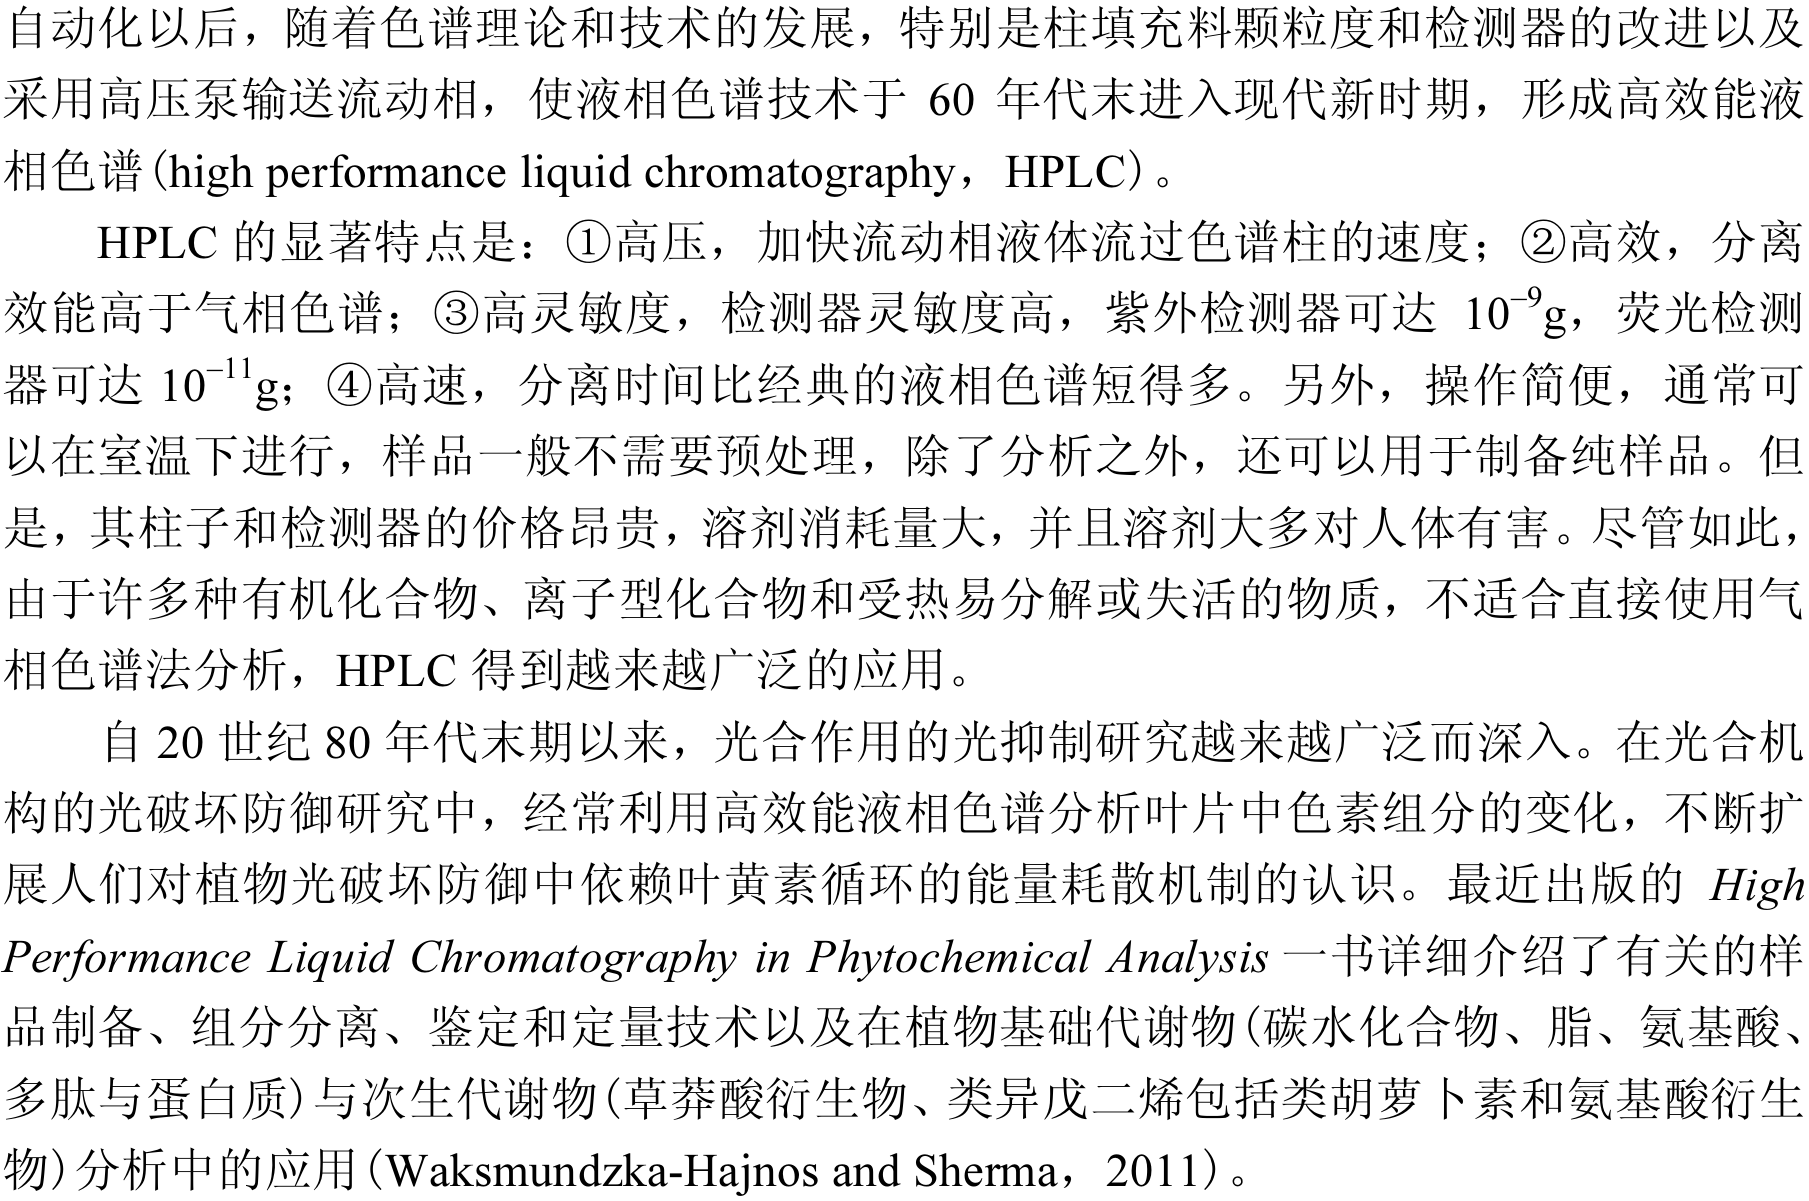 自动化以后，随着色谱理论和技术的发展，特别是柱填充料颗粒度和检测器的改进以及
采用高压泵输送流动相，使液相色谱技术于 60 年代末进入现代新时期，形成高效能液
相色谱(high performance liquid chromatography，HPLC)。
HPLC 的显著特点是：①高压，加快流动相液体流过色谱柱的速度；②高效，分离
效能高于气相色谱；③高灵敏度，检测器灵敏度高，紫外检测器可达 10⁻⁹g，荧光检测
器可达 10⁻¹¹g；④高速，分离时间比经典的液相色谱短得多。另外，操作简便，通常可
以在室温下进行，样品一般不需要预处理，除了分析之外，还可以用于制备纯样品。但
是，其柱子和检测器的价格昂贵，溶剂消耗量大，并且溶剂大多对人体有害。尽管如此，
由于许多种有机化合物、离子型化合物和受热易分解或失活的物质，不适合直接使用气
相色谱法分析，HPLC 得到越来越广泛的应用。
自 20 世纪 80 年代末期以来，光合作用的光抑制研究越来越广泛而深入。在光合机
构的光破坏防御研究中，经常利用高效能液相色谱分析叶片中色素组分的变化，不断扩
展人们对植物光破坏防御中依赖叶黄素循环的能量耗散机制的认识。最近出版的 High
Performance Liquid Chromatography in Phytochemical Analysis 一书详细介绍了有关的样
品制备、组分分离、鉴定和定量技术以及在植物基础代谢物(碳水化合物、脂、氨基酸、
多肽与蛋白质)与次生代谢物(草莽酸衍生物、类异戊二烯包括类胡萝卜素和氨基酸衍生
物)分析中的应用(Waksmundzka-Hajnos and Sherma，2011)。